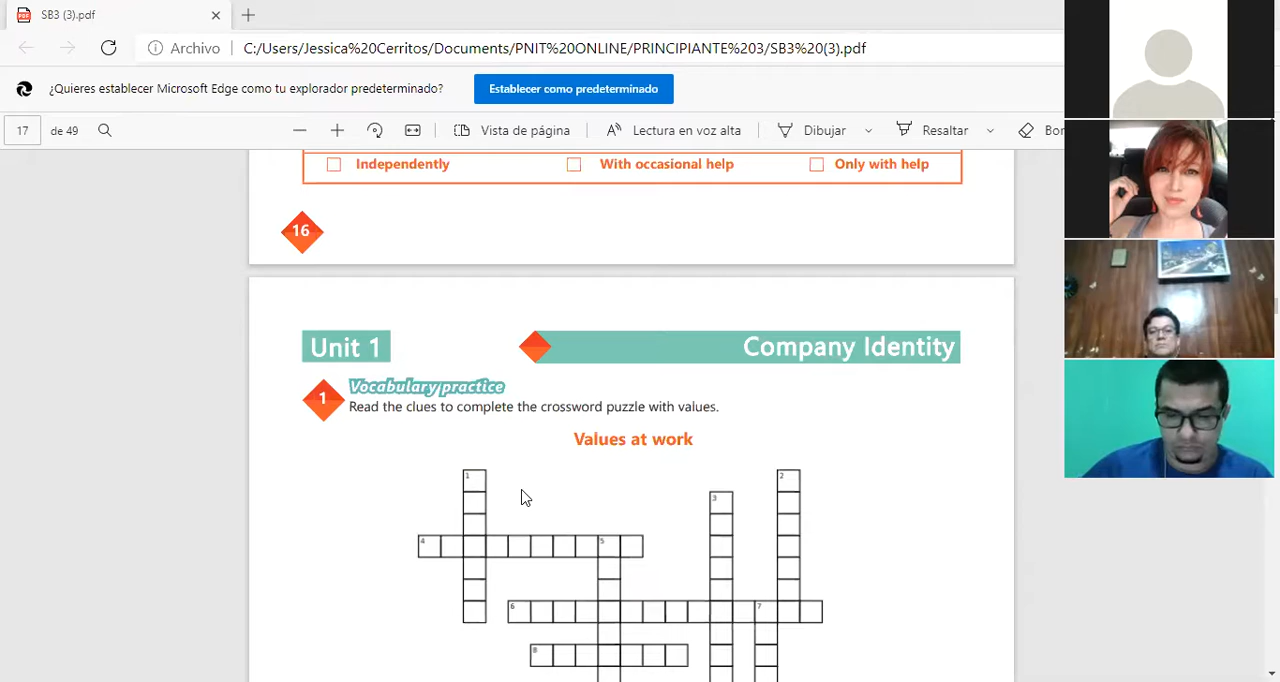 SB3 (3).pdf
Archivo
C:/Users/Jessica%20Cerritos/Documents/PNIT%20ONLINE/PRINCIPIANTE%203/SB3%20(3).pdf
¿Quieres establecer Microsoft Edge como tu explorador predeterminado?
Establecer como predeterminado
17
de 49
Vista de página
Lectura en voz alta
Dibujar
Resaltar
Bor
Independently
With occasional help
Only with help
16
Unit 1
Company Identity
1
Vocabulary practice
Read the clues to complete the crossword puzzle with values.
Values at work
1
2
3
4
5
6
7
8